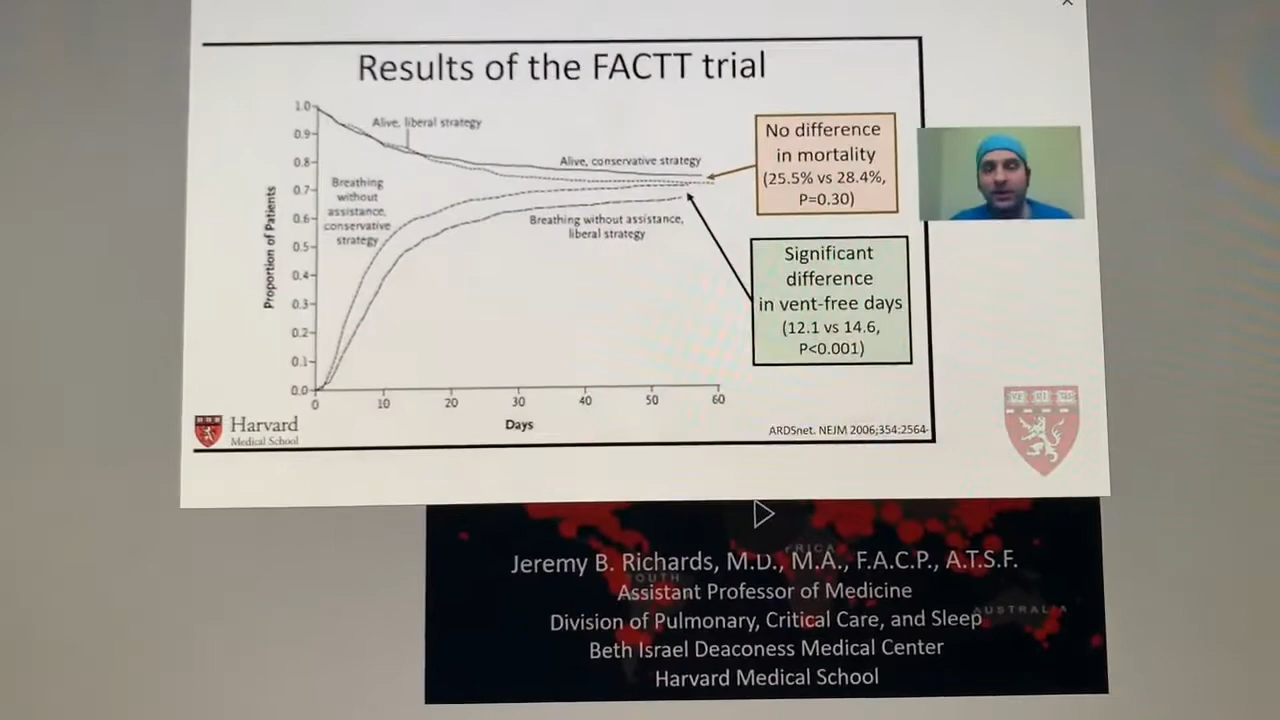 Results of the FACTT trial
1.0
0.9
0.8
0.7
0.6
0.5
0.4
0.3
0.2
0.1
0.0
Proportion of Patients
Alive, liberal strategy
Alive, conservative strategy
Breathing
without
assistance,
conservative
strategy
Breathing without assistance,
liberal strategy
0 10 20 30 40 50 60
Days
No difference
in mortality
(25.5% vs 28.4%,
P=0.30)
Significant
difference
in vent-free days
(12.1 vs 14.6,
P<0.001)
Harvard
Medical School
ARDSnet. NEJM 2006;354:2564-
Jeremy B. Richards, M.D., M.A., F.A.C.P., A.T.S.F.
Assistant Professor of Medicine
Division of Pulmonary, Critical Care, and Sleep
Beth Israel Deaconess Medical Center
Harvard Medical School
AUSTRALIA